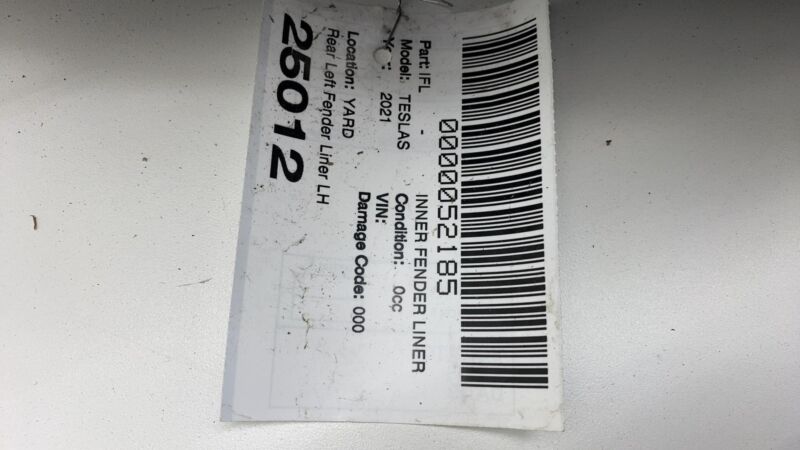 0000052185
Part: IFL - INNER FENDER LINER
Model: TESLAS Condition: 0cc
2021 VIN:
Damage Code: 000
Location: YARD
Rear Left Fender Liner LH
25012